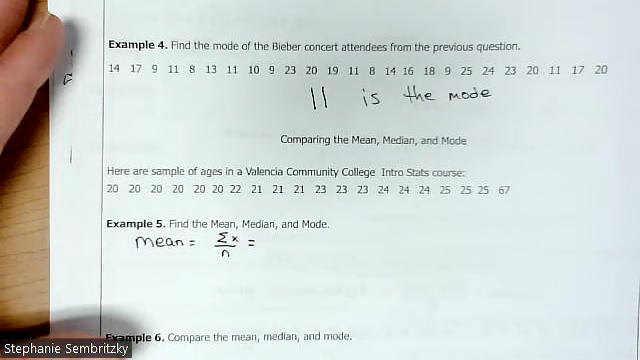 Example 4. Find the mode of the Bieber concert attendees from the previous question.
14 17 9 11 8 13 11 10 9 23 20 19 11 8 14 16 18 9 25 24 23 20 11 17 20
11 is the mode
Comparing the Mean, Median, and Mode
Here are sample of ages in a Valencia Community College Intro Stats course:
20 20 20 20 20 20 22 21 21 21 23 23 23 24 24 24 25 25 25 67
Example 5. Find the Mean, Median, and Mode.
mean = Σx/n =
Example 6. Compare the mean, median, and mode.
Stephanie Sembritzky